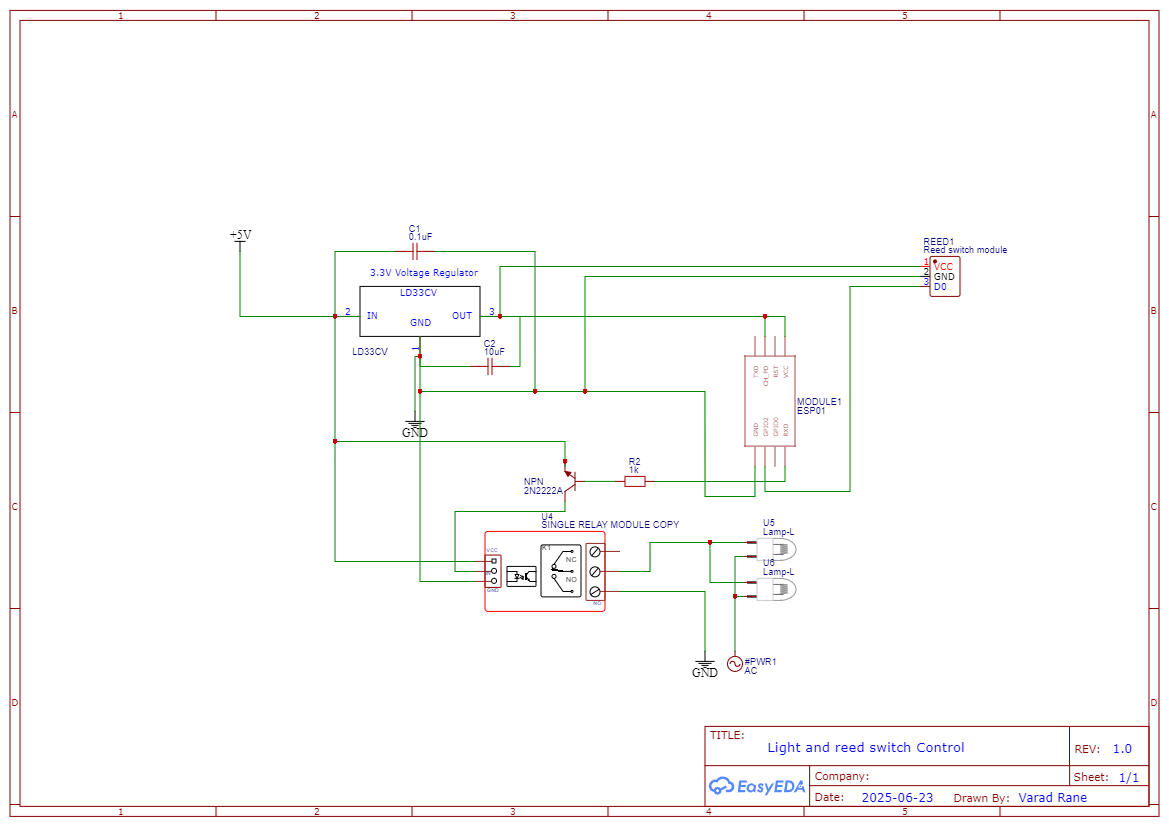 1 2 3 4 5
A A
+5V
C1
0.1uF
REED1
Reed switch module
1 VCC
2 GND
3 D0
3.3V Voltage Regulator
LD33CV
B B
2 IN OUT 3
GND
1
LD33CV
C2
10uF
TXD CH_PD RST VCC
MODULE1
ESP01
GND GPIO2 GPIO0 RXD
GND
R2
1k
NPN
2N2222A
C C
U4
SINGLE RELAY MODULE COPY
U5
Lamp-L
VCC
K1
NC
U6
Lamp-L
NO
GND
NO
#PWR1
AC
GND
D D
TITLE:
Light and reed switch Control
REV: 1.0
EasyEDA
Company:
Sheet: 1/1
Date: 2025-06-23 Drawn By: Varad Rane
1 2 3 4 5